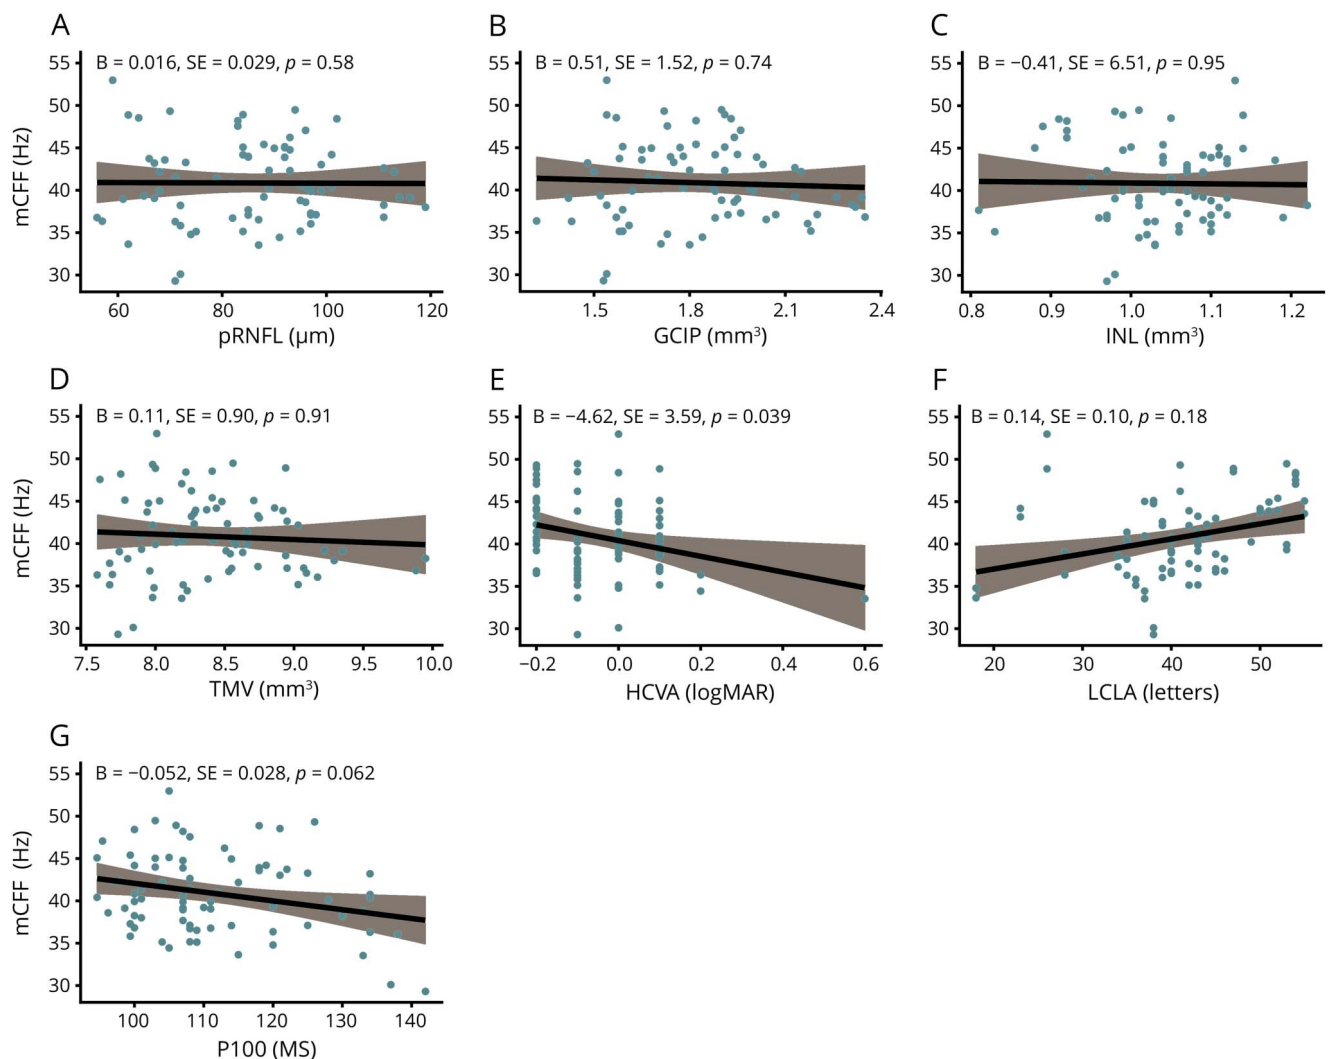 A
B = 0.016, SE = 0.029, p = 0.58
mCFF (Hz)
55
50
45
40
35
30
60 80 100 120
pRNFL (μm)
B
B = 0.51, SE = 1.52, p = 0.74
55
50
45
40
35
30
1.5 1.8 2.1 2.4
GCIP (mm³)
C
B = −0.41, SE = 6.51, p = 0.95
55
50
45
40
35
30
0.8 0.9 1.0 1.1 1.2
INL (mm³)
D
B = 0.11, SE = 0.90, p = 0.91
mCFF (Hz)
55
50
45
40
35
30
7.5 8.0 8.5 9.0 9.5 10.0
TMV (mm³)
E
B = −4.62, SE = 3.59, p = 0.039
55
50
45
40
35
30
−0.2 0.0 0.2 0.4 0.6
HCVA (logMAR)
F
B = 0.14, SE = 0.10, p = 0.18
55
50
45
40
35
30
20 30 40 50
LCLA (letters)
G
B = −0.052, SE = 0.028, p = 0.062
mCFF (Hz)
55
50
45
40
35
30
100 110 120 130 140
P100 (MS)